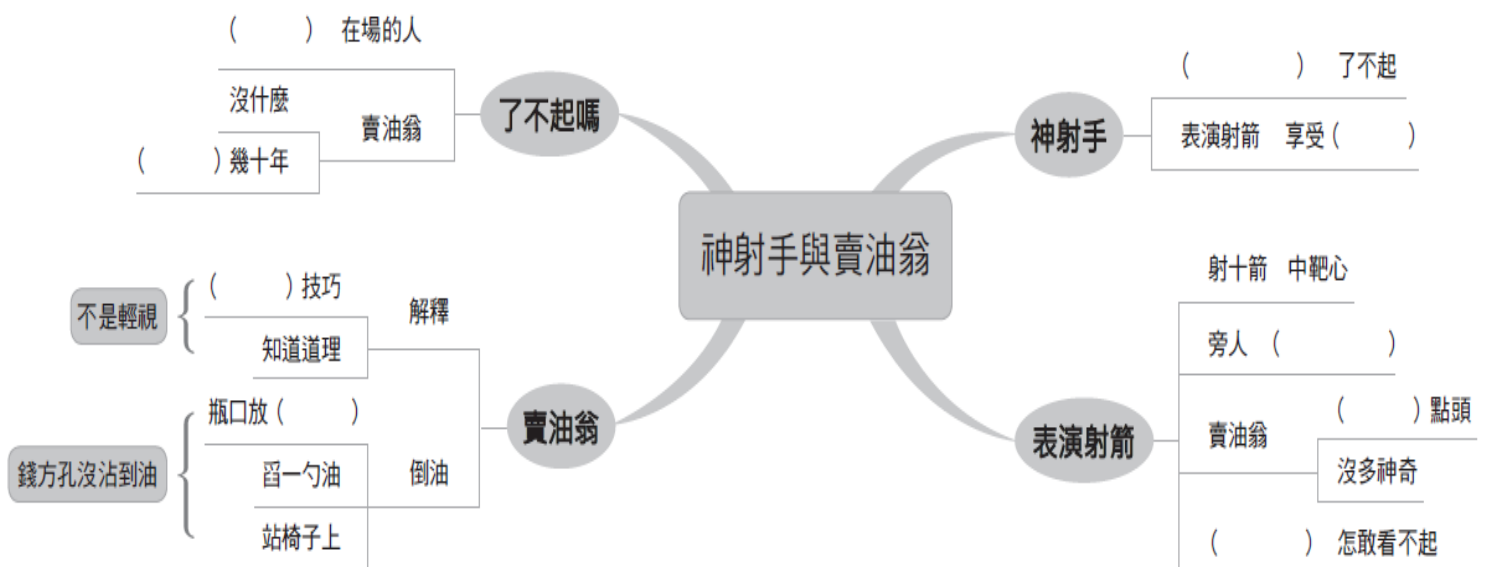 神射手與賣油翁
神射手
(　　　) 了不起
表演射箭　享受(　　　)
表演射箭
射十箭　中靶心
旁人 (　　　)
賣油翁
(　　　)點頭
沒多神奇
(　　　) 怎敢看不起
了不起嗎
(　　　) 在場的人
賣油翁
沒什麼
(　　　)幾十年
賣油翁
解釋
(　　　)技巧
知道道理
不是輕視
倒油
瓶口放(　　　)
舀一勺油
站椅子上
錢方孔沒沾到油